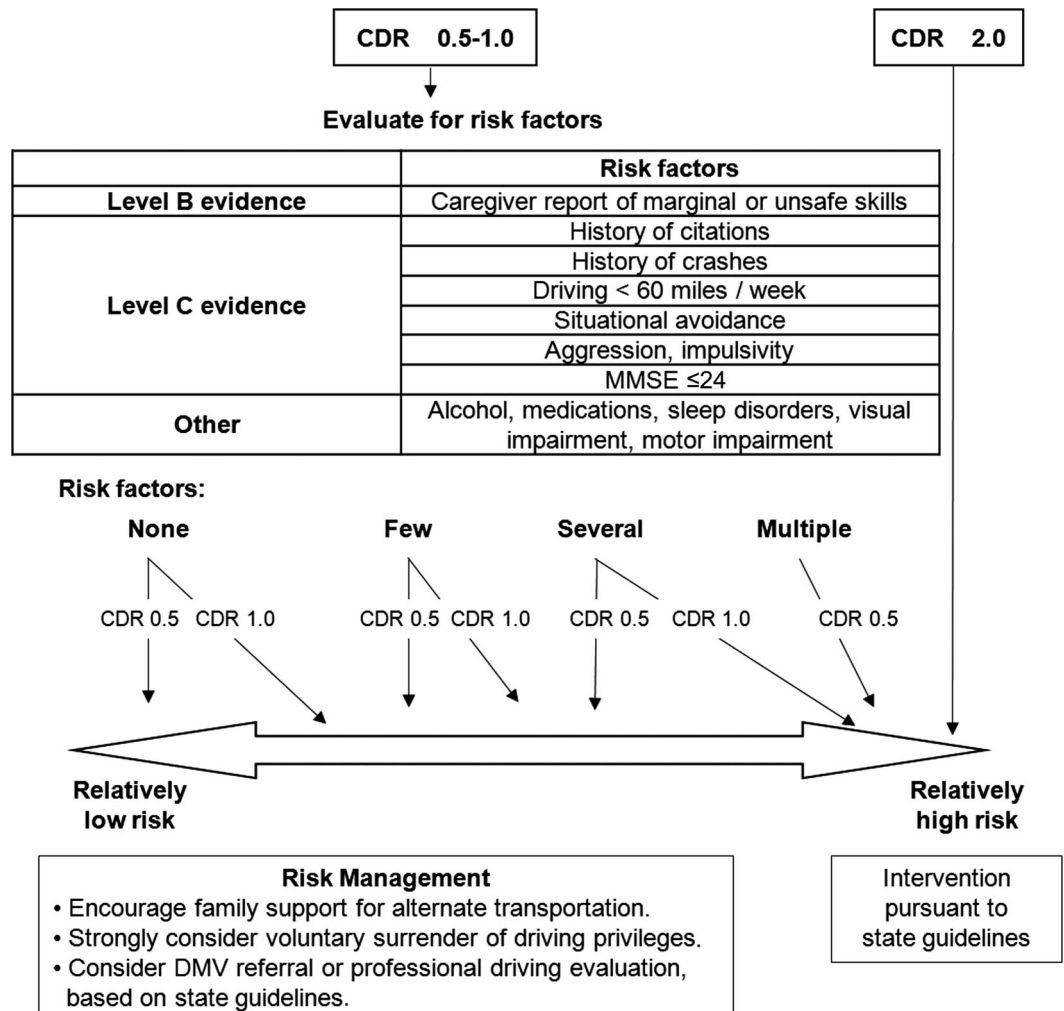 CDR 0.5-1.0
CDR 2.0
Evaluate for risk factors
Risk factors
Level B evidence
Caregiver report of marginal or unsafe skills
Level C evidence
History of citations
History of crashes
Driving < 60 miles / week
Situational avoidance
Aggression, impulsivity
MMSE ≤24
Other
Alcohol, medications, sleep disorders, visual
impairment, motor impairment
Risk factors:
None
Few
Several
Multiple
CDR 0.5
CDR 1.0
CDR 0.5
CDR 1.0
CDR 0.5
CDR 1.0
CDR 0.5
Relatively
low risk
Relatively
high risk
Risk Management
• Encourage family support for alternate transportation.
• Strongly consider voluntary surrender of driving privileges.
• Consider DMV referral or professional driving evaluation,
based on state guidelines.
Intervention
pursuant to
state guidelines